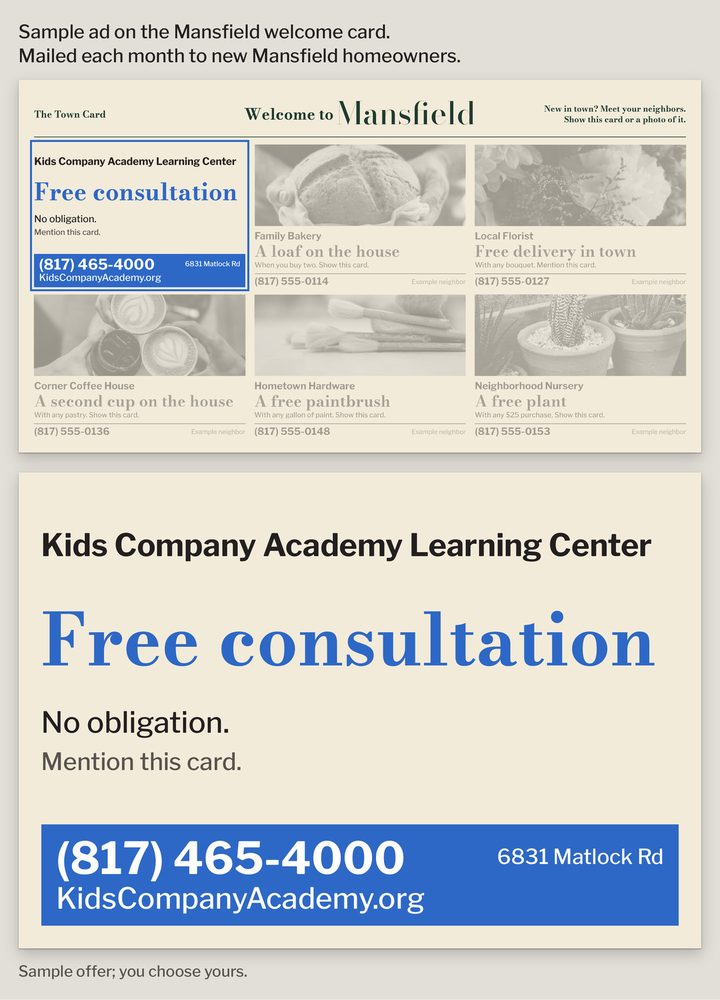 Sample ad on the Mansfield welcome card.
Mailed each month to new Mansfield homeowners.
The Town Card
Welcome to Mansfield
New in town? Meet your neighbors.
Show this card or a photo of it.
Kids Company Academy Learning Center
Free consultation
No obligation.
Mention this card.
(817) 465-4000
6831 Matlock Rd
KidsCompanyAcademy.org
Family Bakery
A loaf on the house
When you buy two. Show this card.
(817) 555-0114
Example neighbor
Local Florist
Free delivery in town
With any bouquet. Mention this card.
(817) 555-0127
Example neighbor
Corner Coffee House
A second cup on the house
With any pastry. Show this card.
(817) 555-0136
Example neighbor
Hometown Hardware
A free paintbrush
With any gallon of paint. Show this card.
(817) 555-0148
Example neighbor
Neighborhood Nursery
A free plant
With any $25 purchase. Show this card.
(817) 555-0153
Example neighbor
Kids Company Academy Learning Center
Free consultation
No obligation.
Mention this card.
(817) 465-4000
6831 Matlock Rd
KidsCompanyAcademy.org
Sample offer; you choose yours.